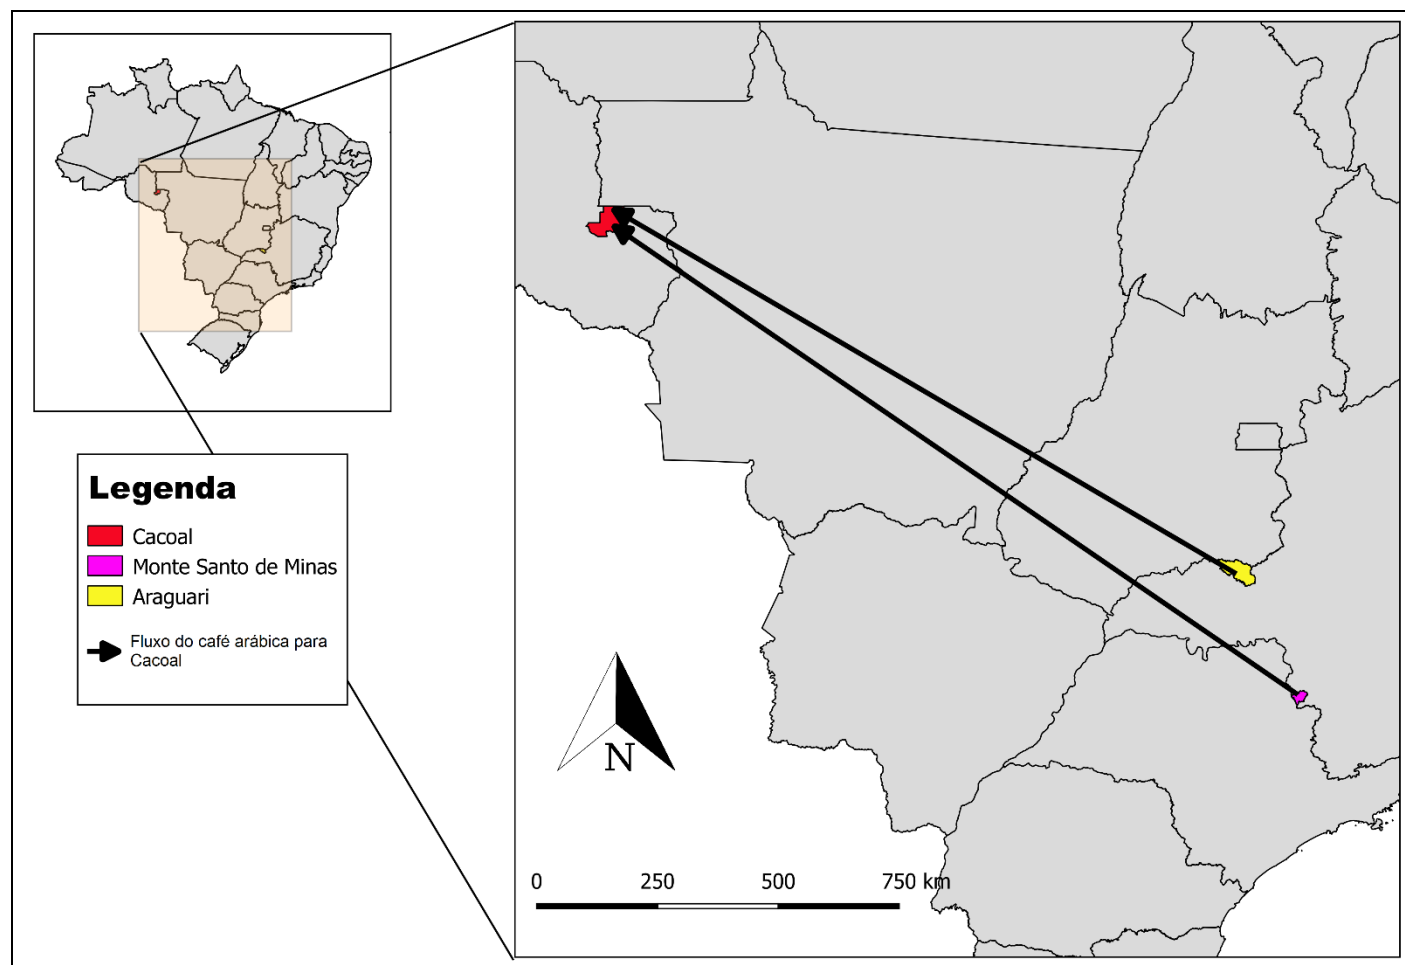 Legenda
Cacoal
Monte Santo de Minas
Araguari
Fluxo do café arábica para
Cacoal
N
0 250 500 750 km